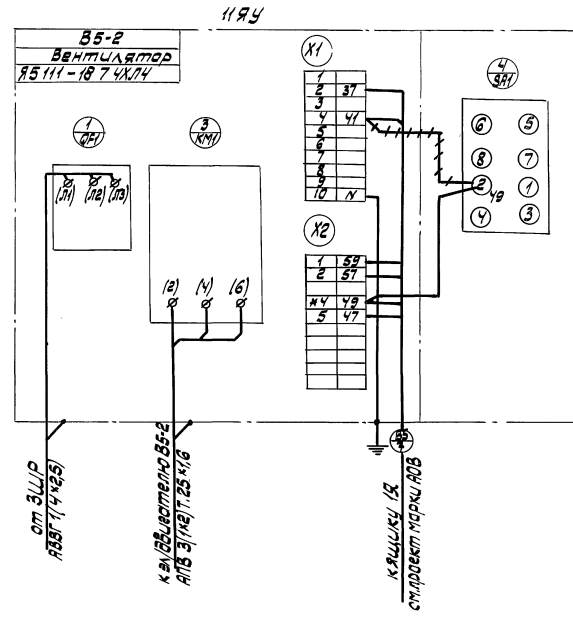 11ЯУ
В5-2
Вентилятор
Я5111-1874УХЛ4
1
QF1
(Л1) (Л2) (Л3)
3
КМ1
(2) (4) (6)
X1
1
2 37
3
4 41
5
6
7
8
9
10 N
X2
1 59
2 57
*4 49
5 47
4
SA1
6 5
8 7
2 1
49
4 3
от 3ШР
АВВГ 1(4×2,5)
к эл/двигателю В5-2
АПВ 3(1×2)т.25×1,6
к ящику 1Я
см.проект марки АОВ